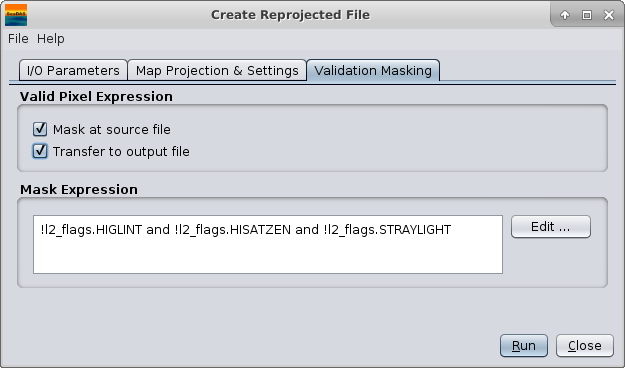 SeaDAS
Create Reprojected File
File Help
I/O Parameters Map Projection & Settings Validation Masking
Valid Pixel Expression
Mask at source file
Transfer to output file
Mask Expression
!l2_flags.HIGLINT and !l2_flags.HISATZEN and !l2_flags.STRAYLIGHT
Edit ...
Run Close